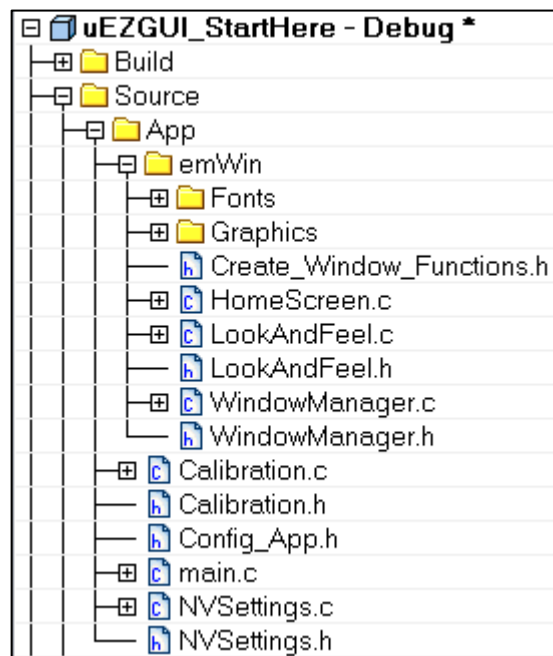 uEZGUI_StartHere - Debug *
Build
Source
App
emWin
Fonts
Graphics
Create_Window_Functions.h
HomeScreen.c
LookAndFeel.c
LookAndFeel.h
WindowManager.c
WindowManager.h
Calibration.c
Calibration.h
Config_App.h
main.c
NVSettings.c
NVSettings.h